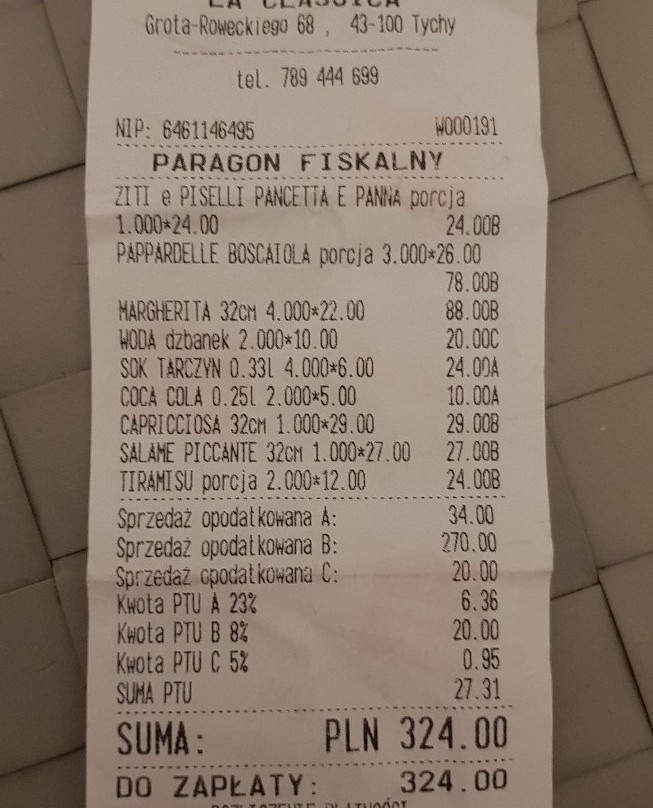 LA CLASSICA
Grota-Roweckiego 68 , 43-100 Tychy
tel. 789 444 699
NIP: 6461146495 W000191
PARAGON FISKALNY
ZITI e PISELLI PANCETTA E PANNA porcja
1.000*24.00 24.00B
PAPPARDELLE BOSCAIOLA porcja 3.000*26.00
78.00B
MARGHERITA 32cm 4.000*22.00 88.00B
WODA dzbanek 2.000*10.00 20.00C
SOK TARCZYN 0.33l 4.000*6.00 24.00A
COCA COLA 0.25l 2.000*5.00 10.00A
CAPRICCIOSA 32cm 1.000*29.00 29.00B
SALAME PICCANTE 32cm 1.000*27.00 27.00B
TIRAMISU porcja 2.000*12.00 24.00B
Sprzedaż opodatkowana A: 34.00
Sprzedaż opodatkowana B: 270.00
Sprzedaż opodatkowana C: 20.00
Kwota PTU A 23% 6.36
Kwota PTU B 8% 20.00
Kwota PTU C 5% 0.95
SUMA PTU 27.31
SUMA: PLN 324.00
DO ZAPŁATY: 324.00
ROZLICZENIE PŁATNOŚCI